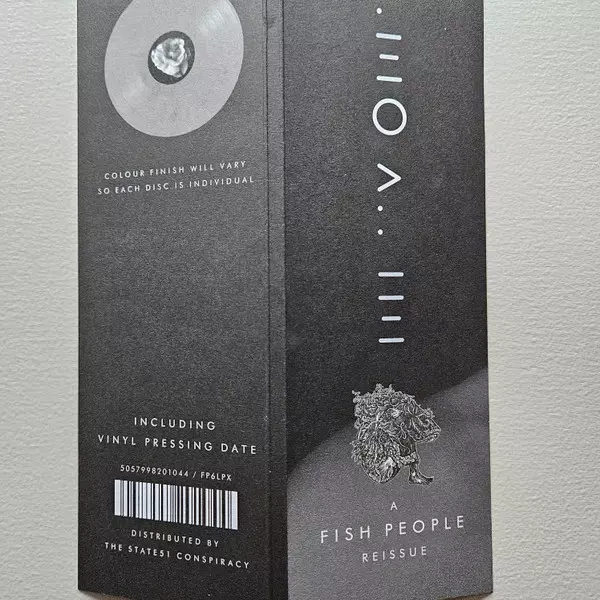 COLOUR FINISH WILL VARY
SO EACH DISC IS INDIVIDUAL
INCLUDING
VINYL PRESSING DATE
5057998201044 / FP6LPX
DISTRIBUTED BY
THE STATE51 CONSPIRACY
A
FISH PEOPLE
REISSUE